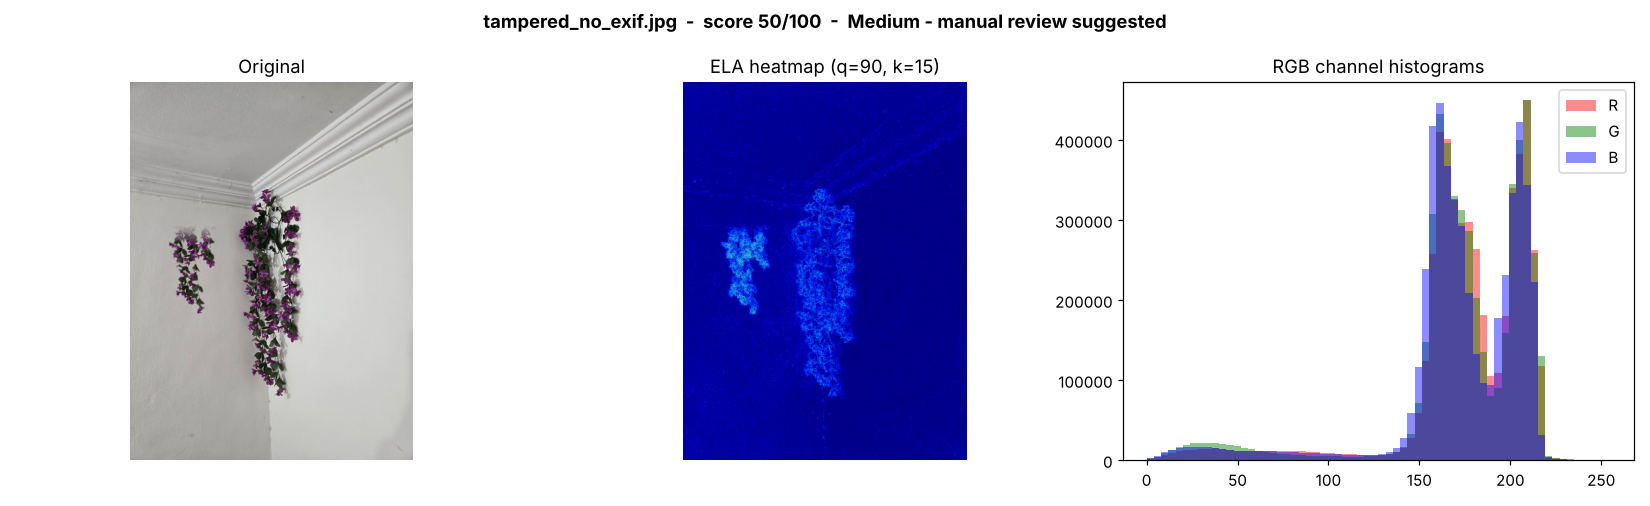 tampered_no_exif.jpg - score 50/100 - Medium - manual review suggested
Original
ELA heatmap (q=90, k=15)
RGB channel histograms
R
G
B
400000
300000
200000
100000
0
0 50 100 150 200 250